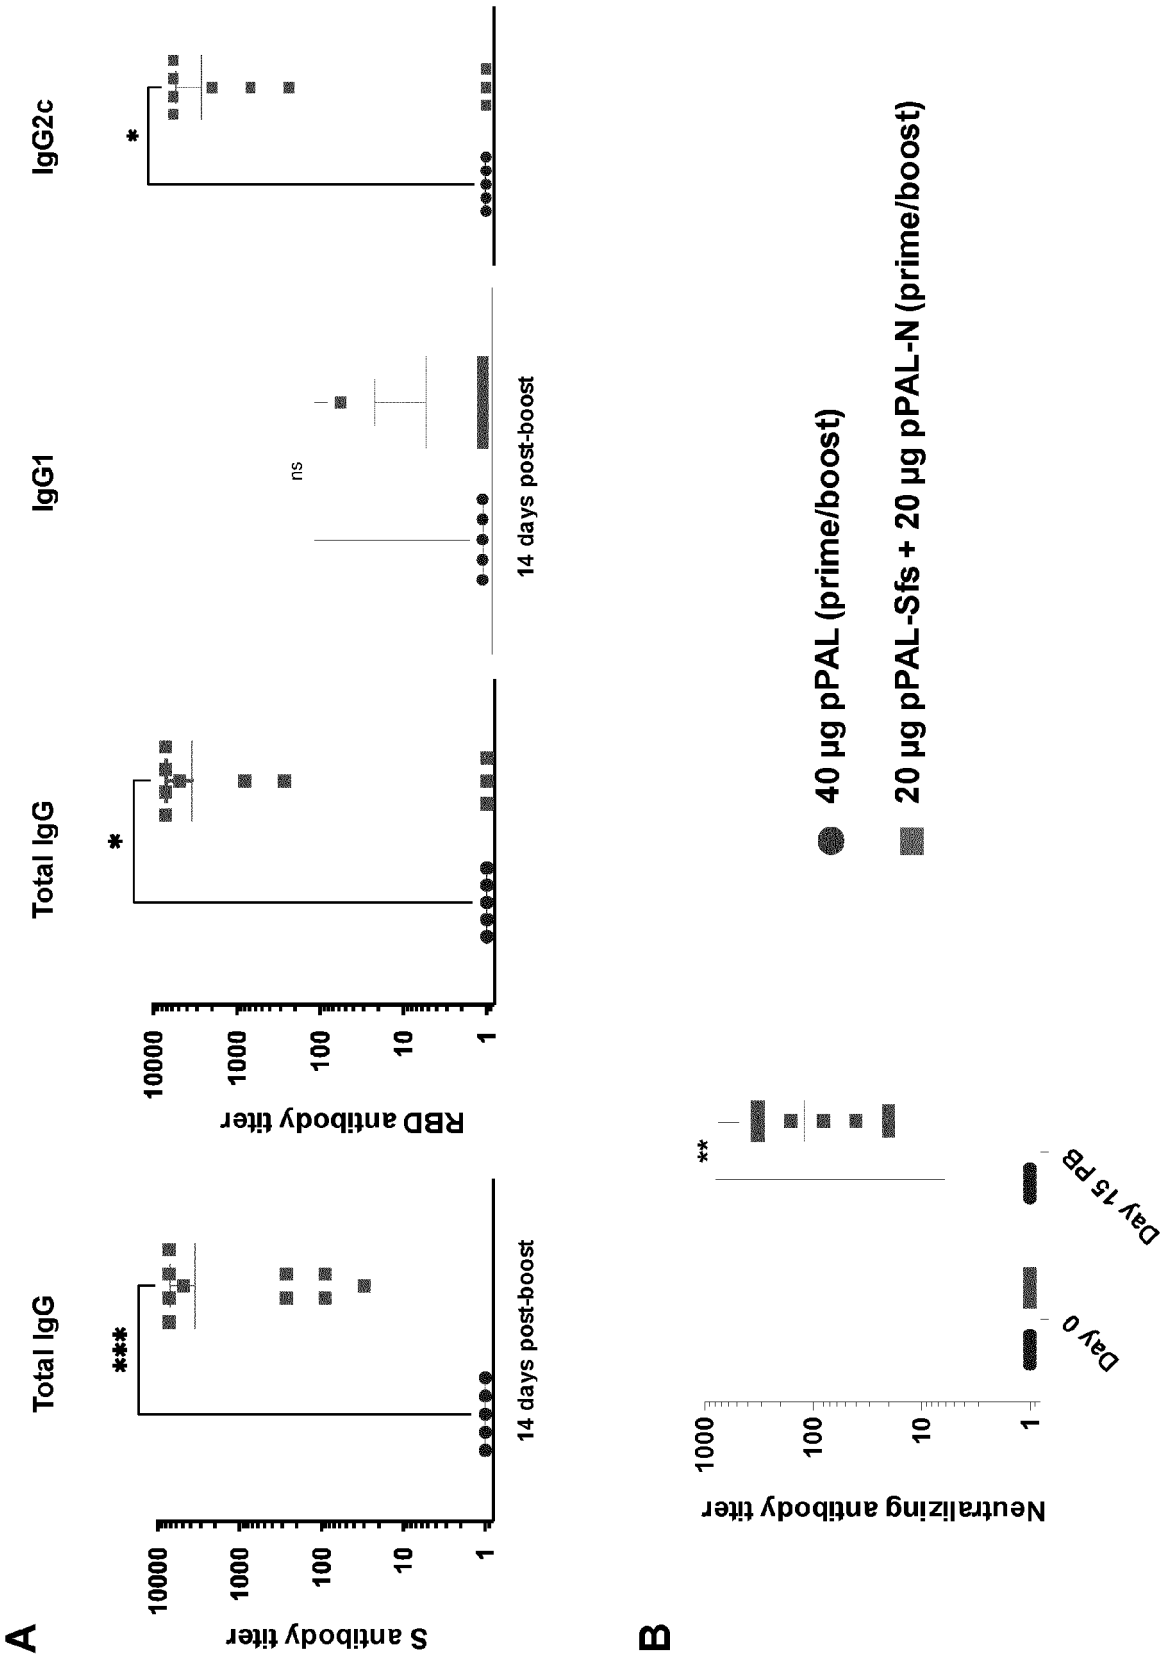 A
Total IgG
***
S antibody titer
10000
1000
100
10
1
14 days post-boost
Total IgG
IgG1
IgG2c
*
ns
*
RBD antibody titer
10000
1000
100
10
1
14 days post-boost
B
**
Neutralizing antibody titer
1000
100
10
1
Day 0
Day 15 PB
40 µg pPAL (prime/boost)
20 µg pPAL-Sfs + 20 µg pPAL-N (prime/boost)